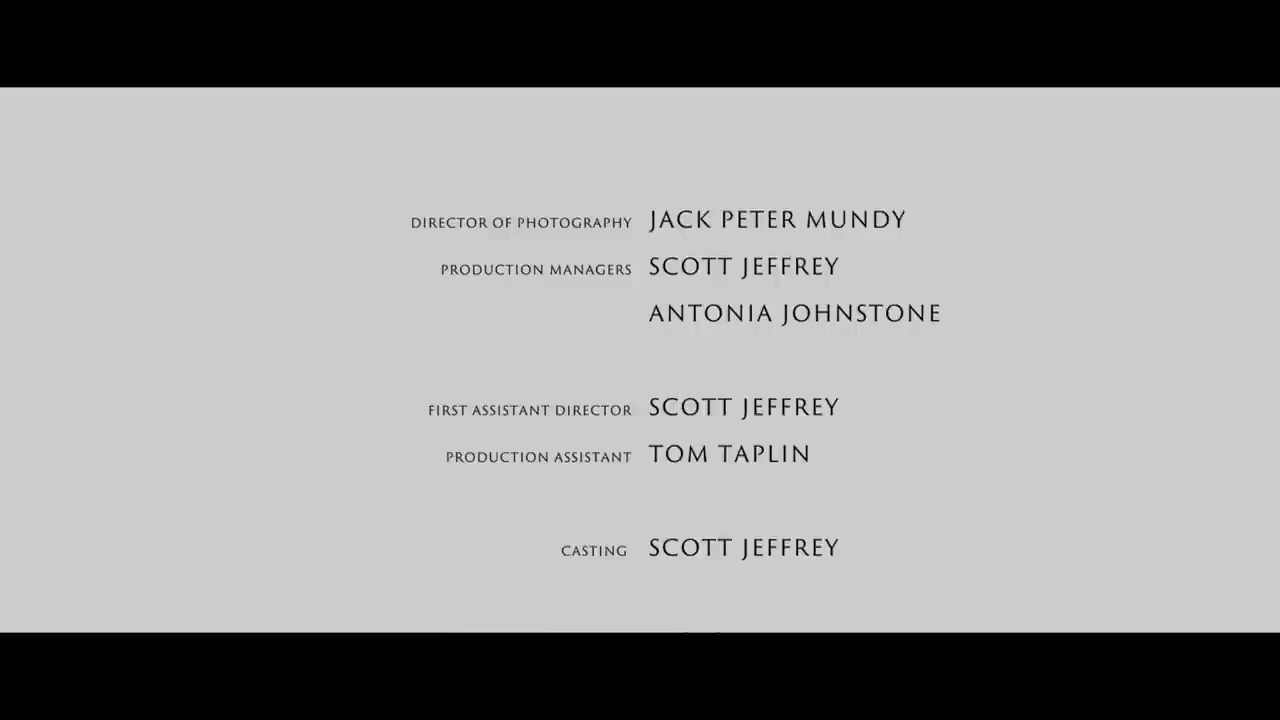 DIRECTOR OF PHOTOGRAPHY JACK PETER MUNDY
PRODUCTION MANAGERS SCOTT JEFFREY
ANTONIA JOHNSTONE
FIRST ASSISTANT DIRECTOR SCOTT JEFFREY
PRODUCTION ASSISTANT TOM TAPLIN
CASTING SCOTT JEFFREY